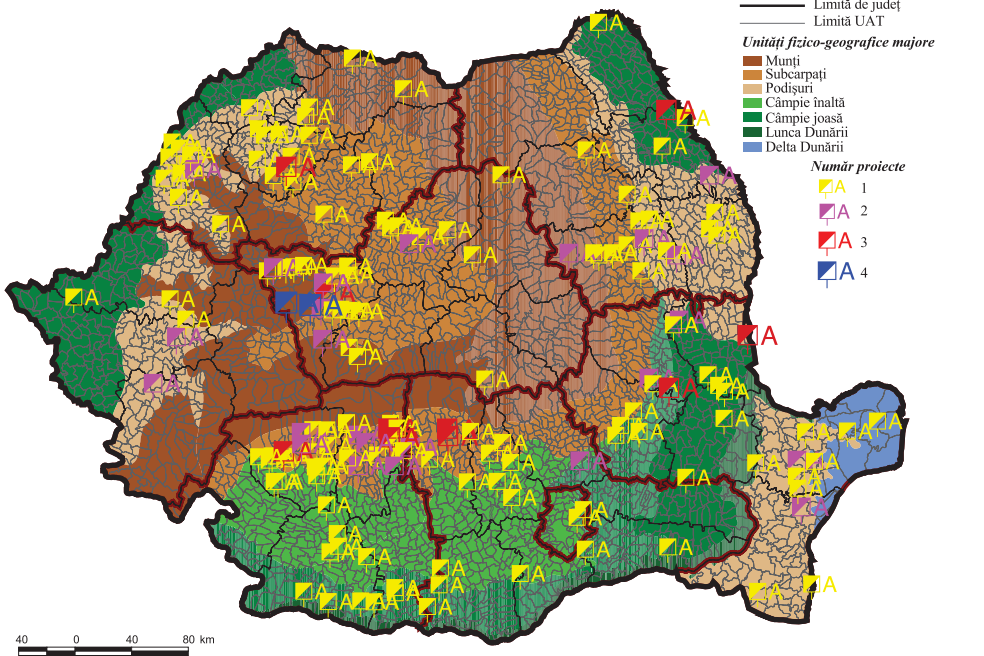 Limită de județ
Limită UAT
Unități fizico-geografice majore
Munți
Subcarpați
Podișuri
Câmpie înaltă
Câmpie joasă
Lunca Dunării
Delta Dunării
Număr proiecte
A 1
A 2
A 3
A 4
40 0 40 80 km